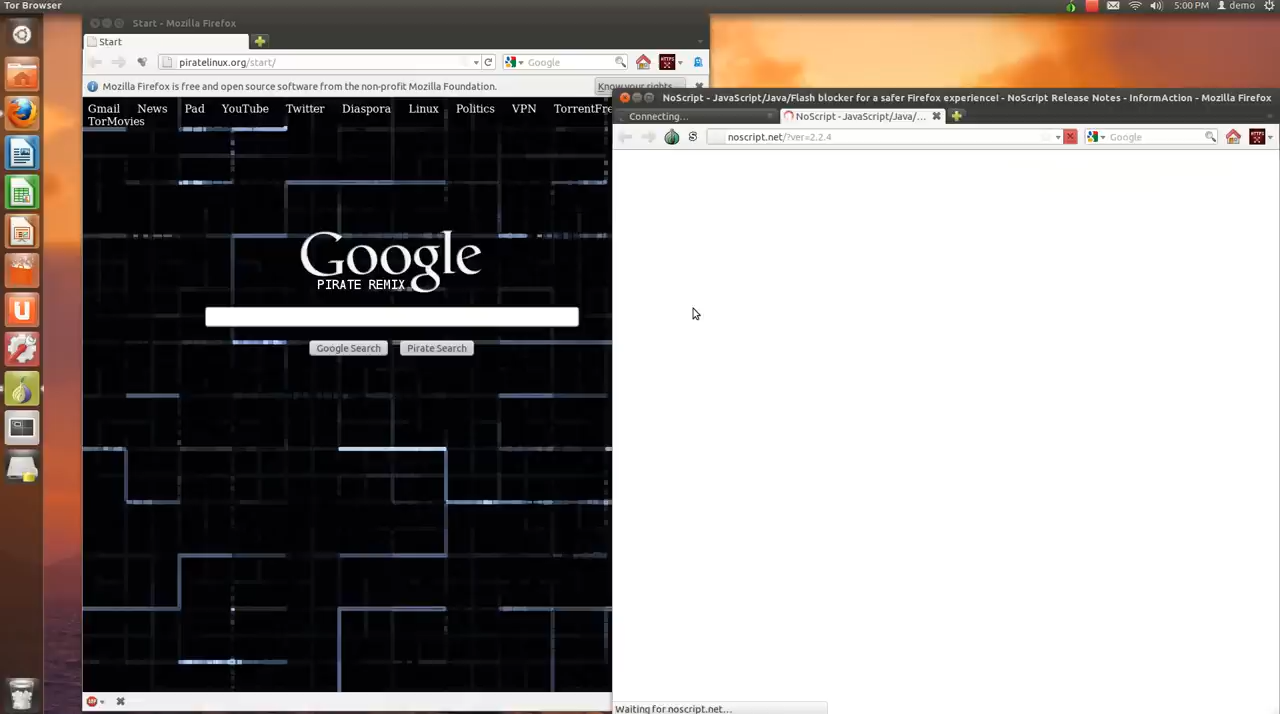 Tor Browser
5:00 PM
demo
Start - Mozilla Firefox
Start
piratelinux.org/start/
Google
Mozilla Firefox is free and open source software from the non-profit Mozilla Foundation.
Know your rights...
Gmail News Pad YouTube Twitter Diaspora Linux Politics VPN TorrentFre
TorMovies
Google
PIRATE REMIX
Google Search
Pirate Search
NoScript - JavaScript/Java/Flash blocker for a safer Firefox experience! - NoScript Release Notes - InformAction - Mozilla Firefox
Connecting...
NoScript - JavaScript/Java/...
noscript.net/?ver=2.2.4
Google
Waiting for noscript.net...